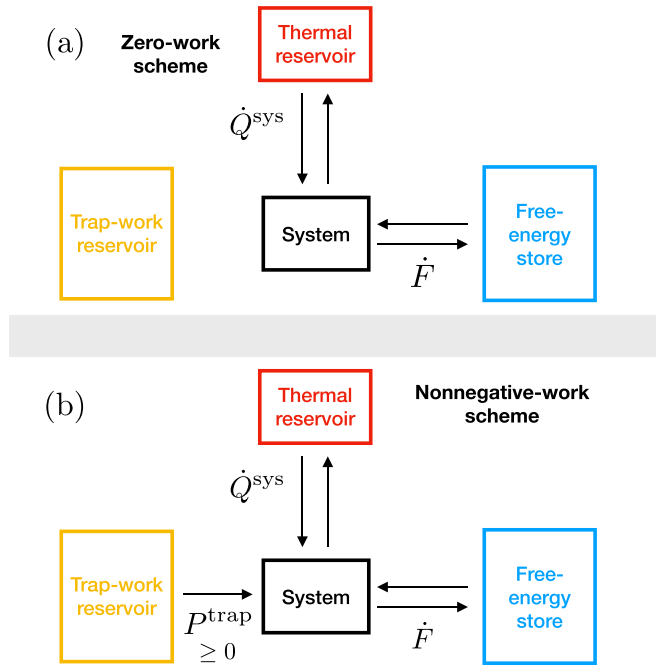 (a)
Zero-work
scheme
Thermal
reservoir
Q̇ˢʸˢ
Trap-work
reservoir
System
Free-
energy
store
Ḟ
(b)
Thermal
reservoir
Nonnegative-work
scheme
Q̇ˢʸˢ
Trap-work
reservoir
System
Free-
energy
store
Pᵗʳᵃᵖ
≥ 0
Ḟ